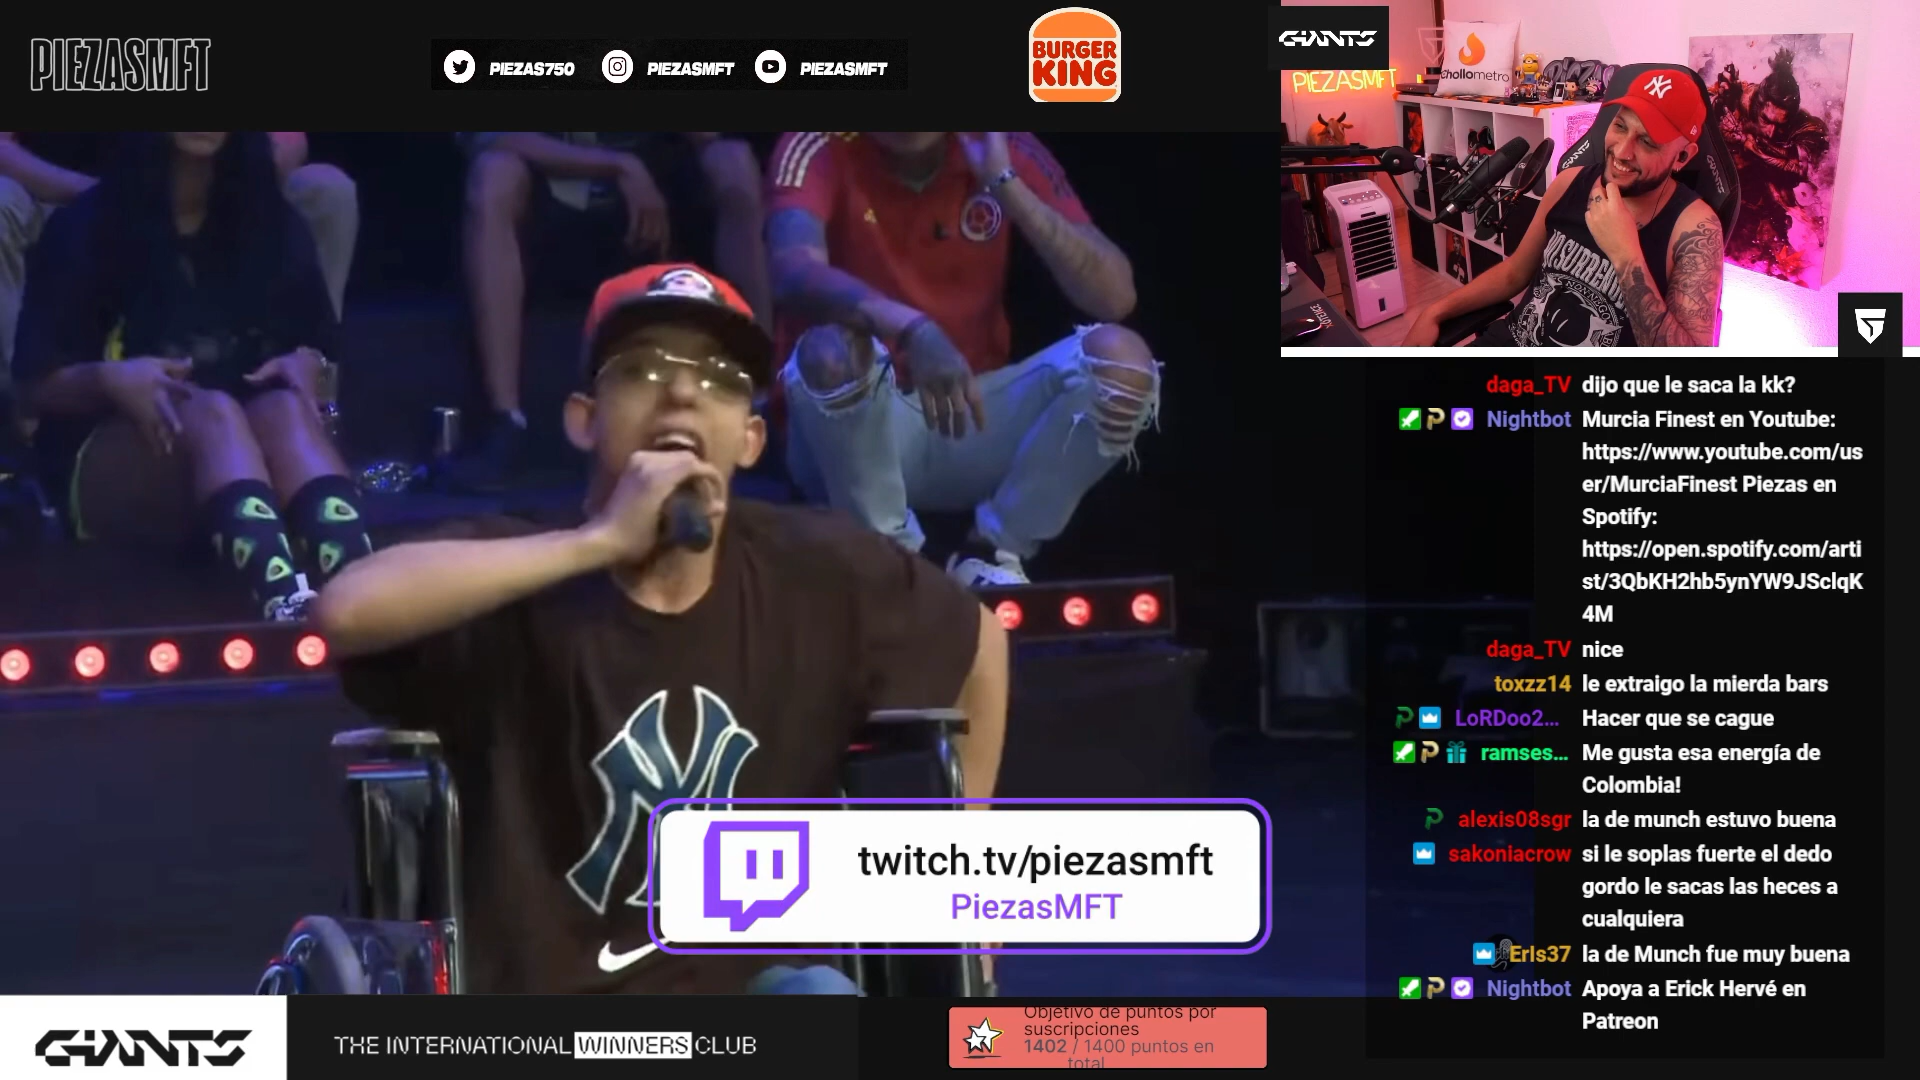 PIEZASMFT
PIEZAS750
PIEZASMFT
PIEZASMFT
BURGER
KING
GIANTS
PIEZASMFT
chollometro
NY
GIANTS
daga_TV dijo que le saca la kk?
Nightbot Murcia Finest en Youtube:
https://www.youtube.com/us
er/MurciaFinest Piezas en
Spotify:
https://open.spotify.com/arti
st/3QbKH2hb5ynYW9JSclqK
4M
daga_TV nice
toxzz14 le extraigo la mierda bars
LoRDoo2... Hacer que se cague
ramses... Me gusta esa energía de
Colombia!
alexis08sgr la de munch estuvo buena
sakoniacrow si le soplas fuerte el dedo
gordo le sacas las heces a
cualquiera
Erls37 la de Munch fue muy buena
Nightbot Apoya a Erick Hervé en
Patreon
NY
twitch.tv/piezasmft
PiezasMFT
GIANTS
THE INTERNATIONAL WINNERS CLUB
Objetivo de puntos por
suscripciones
1402 / 1400 puntos en
total